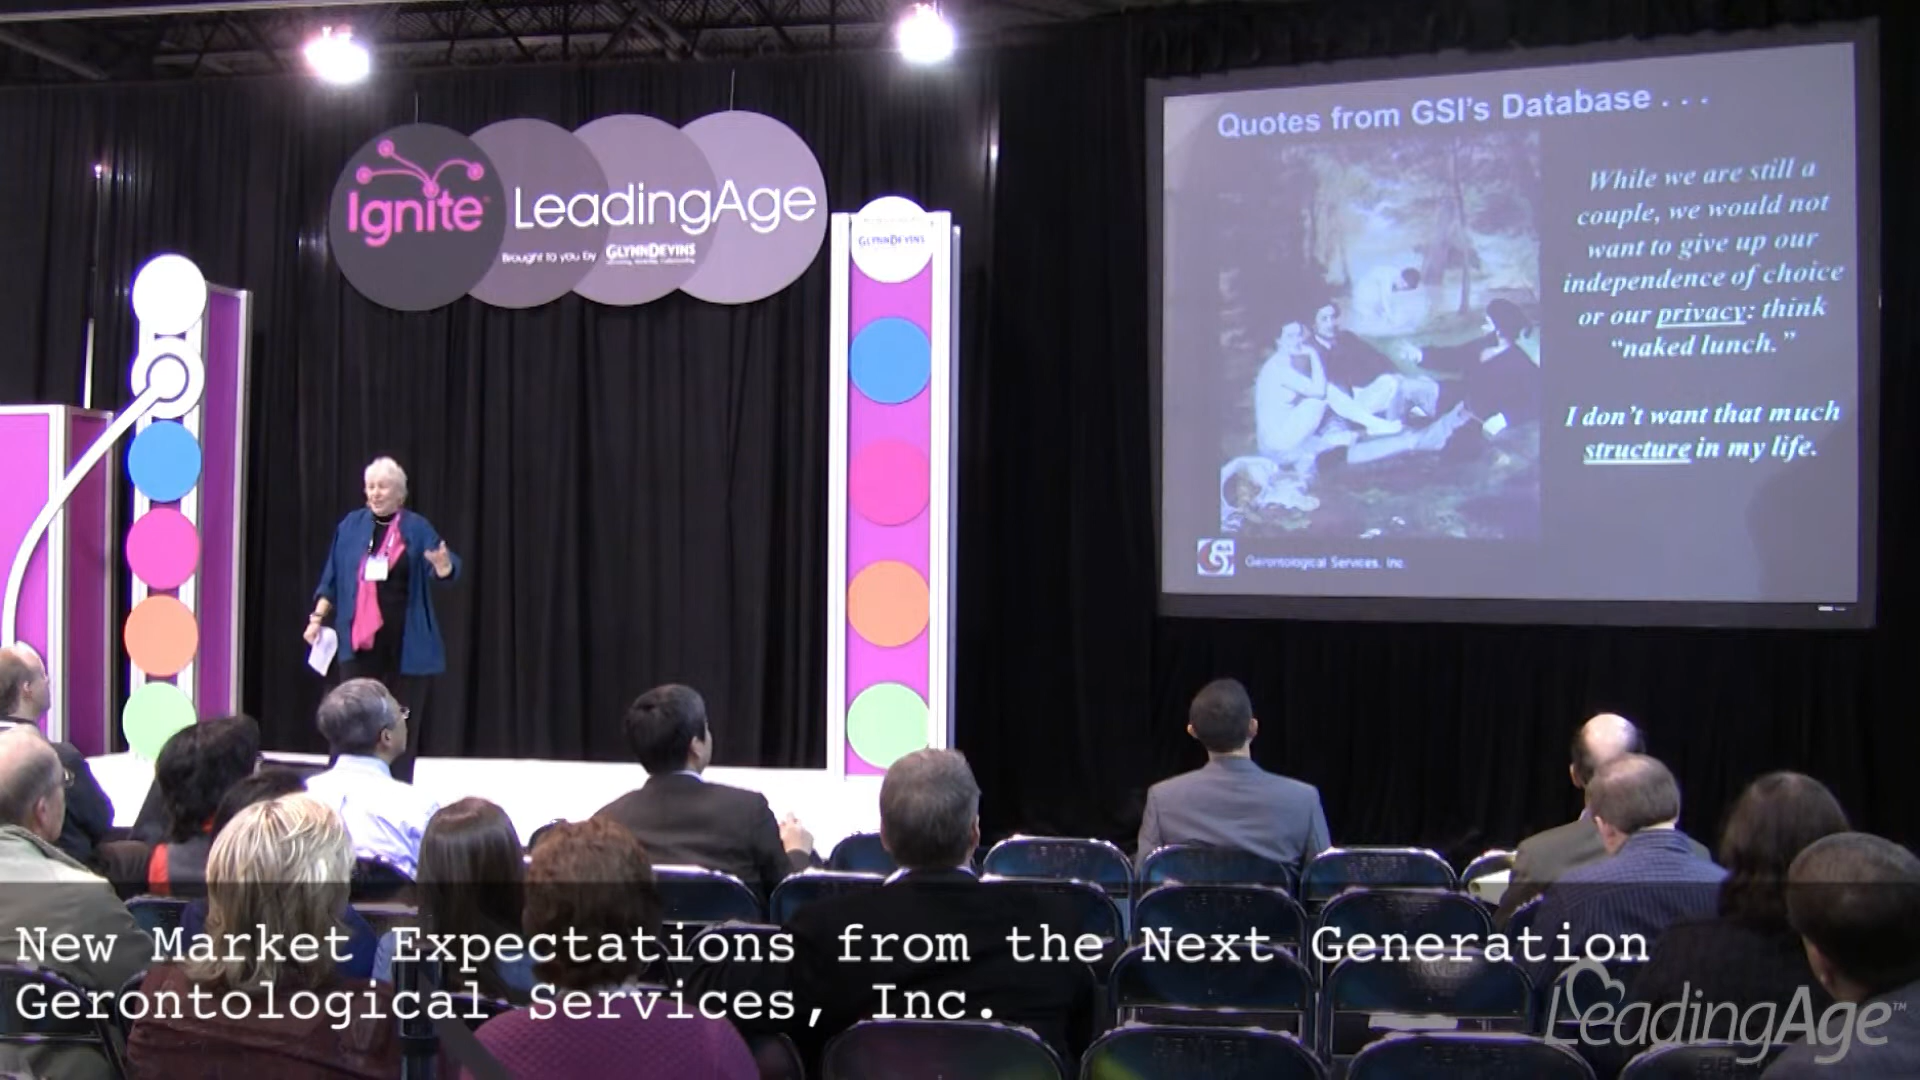 Ignite
LeadingAge
Brought to you by GLYNNDEVINS
GLYNNDEVINS
Quotes from GSI's Database . . .
While we are still a
couple, we would not
want to give up our
independence of choice
or our privacy: think
"naked lunch."
I don't want that much
structure in my life.
Gerontological Services, Inc.
New Market Expectations from the Next Generation
Gerontological Services, Inc.
LeadingAge™